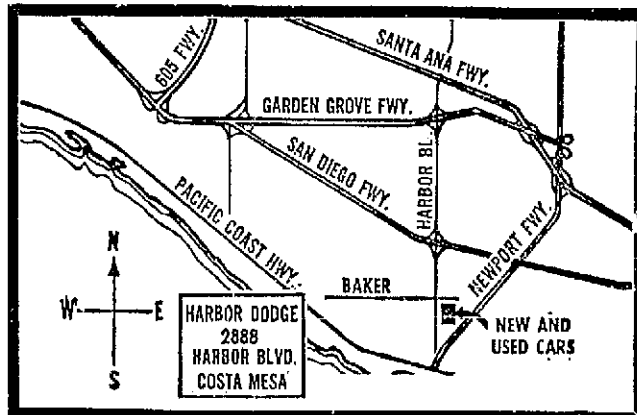 605 FWY.
SANTA ANA FWY.
GARDEN GROVE FWY.
SAN DIEGO FWY.
HARBOR BL.
PACIFIC COAST HWY.
NEWPORT FWY.
BAKER
N
W
E
S
HARBOR DODGE
2888
HARBOR BLVD.
COSTA MESA
NEW AND
USED CARS